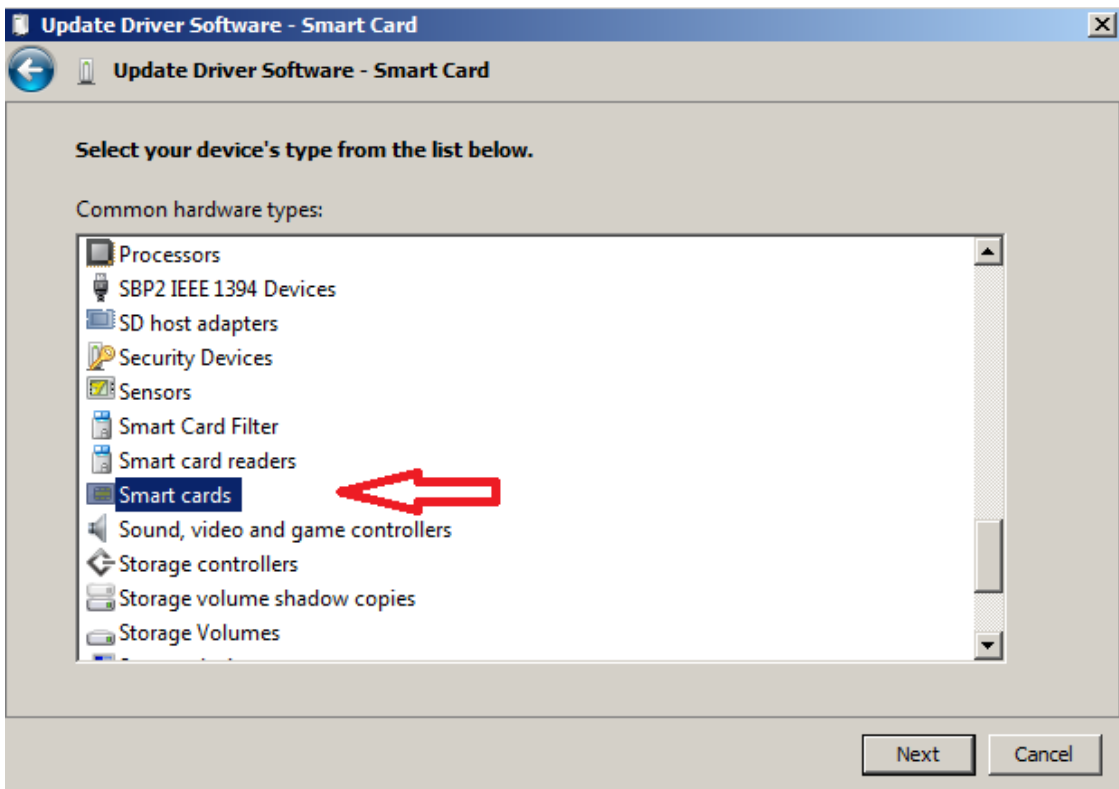 Update Driver Software - Smart Card
Update Driver Software - Smart Card
Select your device's type from the list below.
Common hardware types:
Processors
SBP2 IEEE 1394 Devices
SD host adapters
Security Devices
Sensors
Smart Card Filter
Smart card readers
Smart cards
Sound, video and game controllers
Storage controllers
Storage volume shadow copies
Storage Volumes
Next Cancel